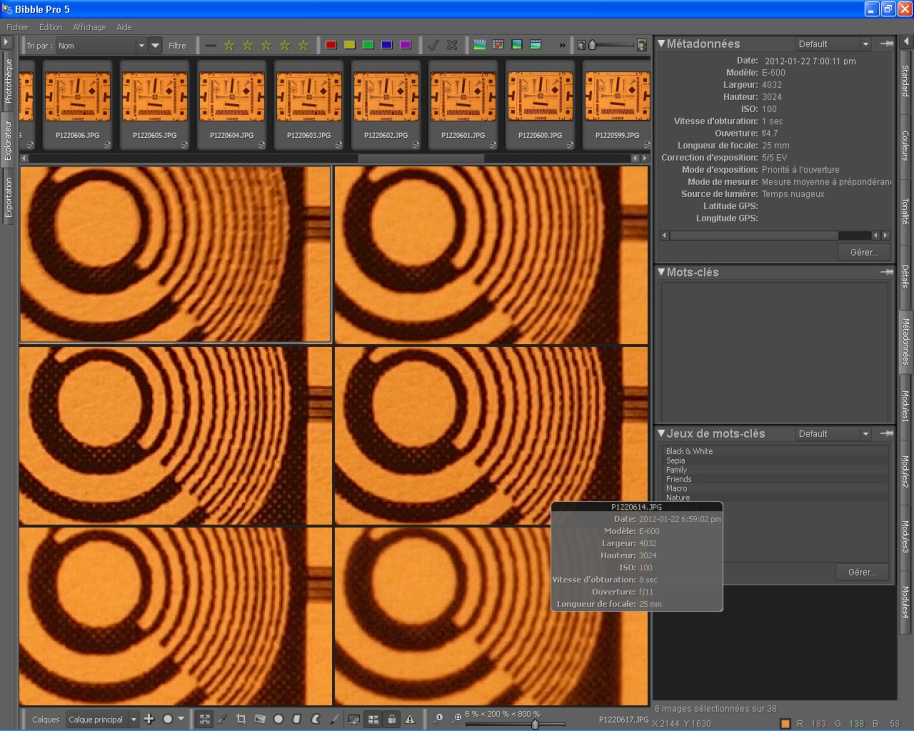 Bibble Pro 5
Fichier Édition Affichage Aide
Tri par : Nom Filtre
Photothèque
Explorateur
Exportation
P1220606.JPG P1220605.JPG P1220604.JPG P1220603.JPG P1220602.JPG P1220601.JPG P1220600.JPG P1220599.JPG
Métadonnées Default
Date: 2012-01-22 7:00:11 pm
Modèle: E-600
Largeur: 4032
Hauteur: 3024
ISO: 100
Vitesse d'obturation: 1 sec
Ouverture: f/4.7
Longueur de focale: 25 mm
Correction d'exposition: 5/5 EV
Mode d'exposition: Priorité à l'ouverture
Mode de mesure: Mesure moyenne à prépondéran
Source de lumière: Temps nuageux
Latitude GPS:
Longitude GPS:
Gérer...
Mots-clés
Jeux de mots-clés Default
Black & White
Sepia
Family
Friends
Macro
Nature
Gérer...
P1220614.JPG
Date: 2012-01-22 6:59:02 pm
Modèle: E-600
Largeur: 4032
Hauteur: 3024
ISO: 100
Vitesse d'obturation: 8 sec
Ouverture: f/11
Longueur de focale: 25 mm
Standard
Couleurs
Tonalité
Détails
Métadonnées
Modules1
Modules2
Modules3
Modules4
Calques Calque principal
6 % < 200 % < 800 %
P1220617.JPG
6 images sélectionnées sur 38
X 2144 Y 1630 R 183 G 138 B 58